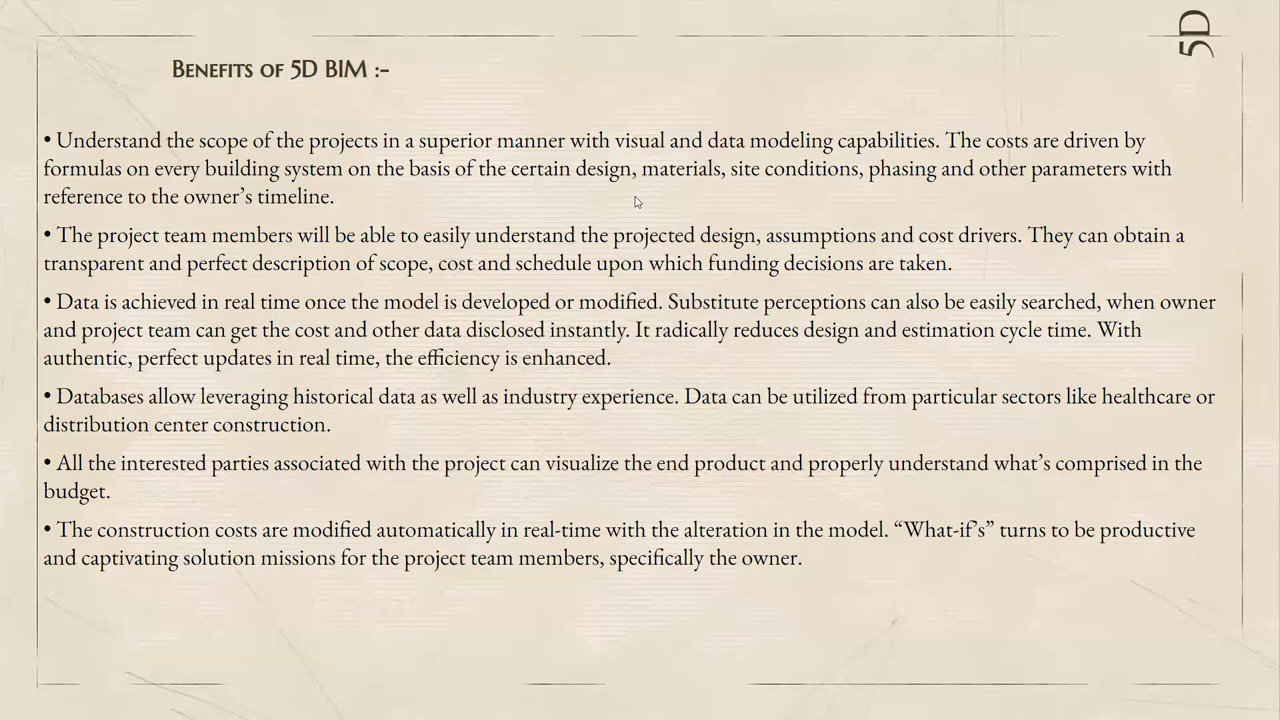 5D
Benefits of 5D BIM :-
• Understand the scope of the projects in a superior manner with visual and data modeling capabilities. The costs are driven by
formulas on every building system on the basis of the certain design, materials, site conditions, phasing and other parameters with
reference to the owner’s timeline.
• The project team members will be able to easily understand the projected design, assumptions and cost drivers. They can obtain a
transparent and perfect description of scope, cost and schedule upon which funding decisions are taken.
• Data is achieved in real time once the model is developed or modified. Substitute perceptions can also be easily searched, when owner
and project team can get the cost and other data disclosed instantly. It radically reduces design and estimation cycle time. With
authentic, perfect updates in real time, the efficiency is enhanced.
• Databases allow leveraging historical data as well as industry experience. Data can be utilized from particular sectors like healthcare or
distribution center construction.
• All the interested parties associated with the project can visualize the end product and properly understand what’s comprised in the
budget.
• The construction costs are modified automatically in real-time with the alteration in the model. “What-if’s” turns to be productive
and captivating solution missions for the project team members, specifically the owner.